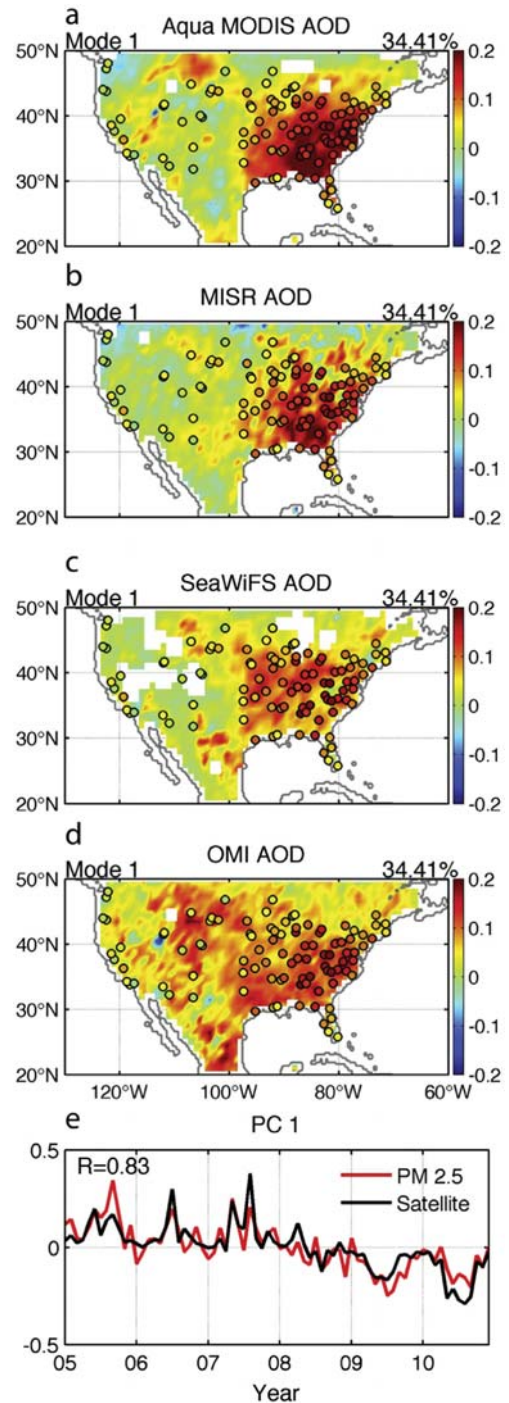 a
Aqua MODIS AOD
Mode 1 34.41%
50°N
40°N
30°N
20°N
0.2
0.1
0
-0.1
-0.2
b
MISR AOD
Mode 1 34.41%
50°N
40°N
30°N
20°N
0.2
0.1
0
-0.1
-0.2
c
SeaWiFS AOD
Mode 1 34.41%
50°N
40°N
30°N
20°N
0.2
0.1
0
-0.1
-0.2
d
OMI AOD
Mode 1 34.41%
50°N
40°N
30°N
20°N
0.2
0.1
0
-0.1
-0.2
120°W 100°W 80°W 60°W
e
PC 1
0.5
R=0.83
PM 2.5
Satellite
0
-0.5
05 06 07 08 09 10
Year